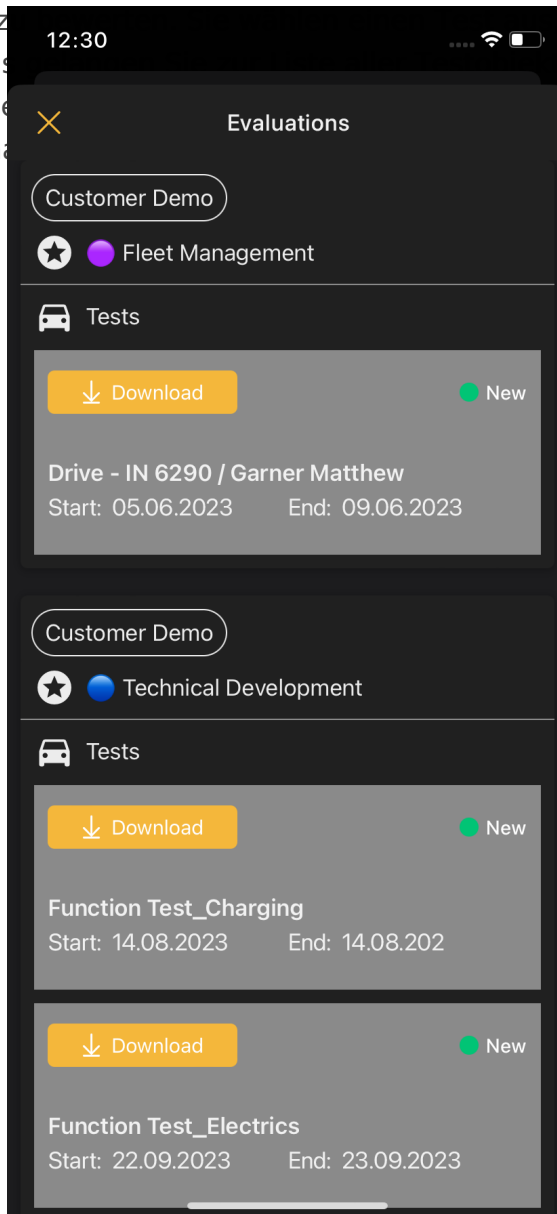 12:30
Evaluations
Customer Demo
Fleet Management
Tests
Download
New
Drive - IN 6290 / Garner Matthew
Start: 05.06.2023 End: 09.06.2023
Customer Demo
Technical Development
Tests
Download
New
Function Test_Charging
Start: 14.08.2023 End: 14.08.202
Download
New
Function Test_Electrics
Start: 22.09.2023 End: 23.09.2023